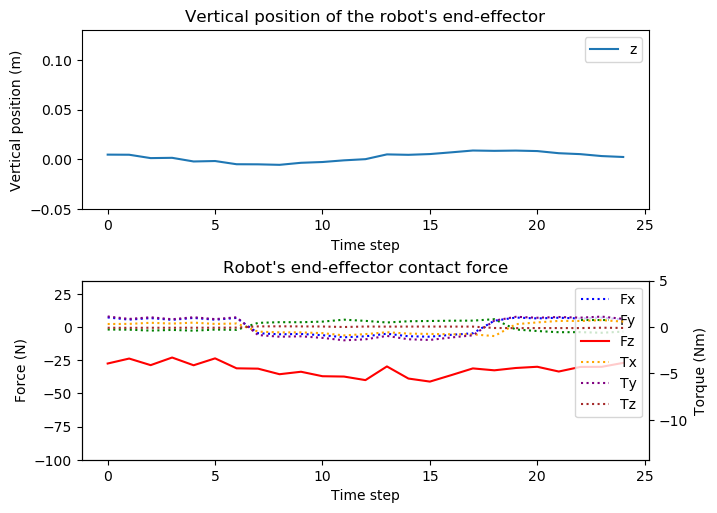 Vertical position of the robot's end-effector
Vertical position (m)
0.10
0.05
0.00
−0.05
z
0
5
10
15
20
25
Time step
Robot's end-effector contact force
Force (N)
25
0
−25
−50
−75
−100
Fx
Fy
Fz
Tx
Ty
Tz
5
0
−5
−10
Torque (Nm)
0
5
10
15
20
25
Time step